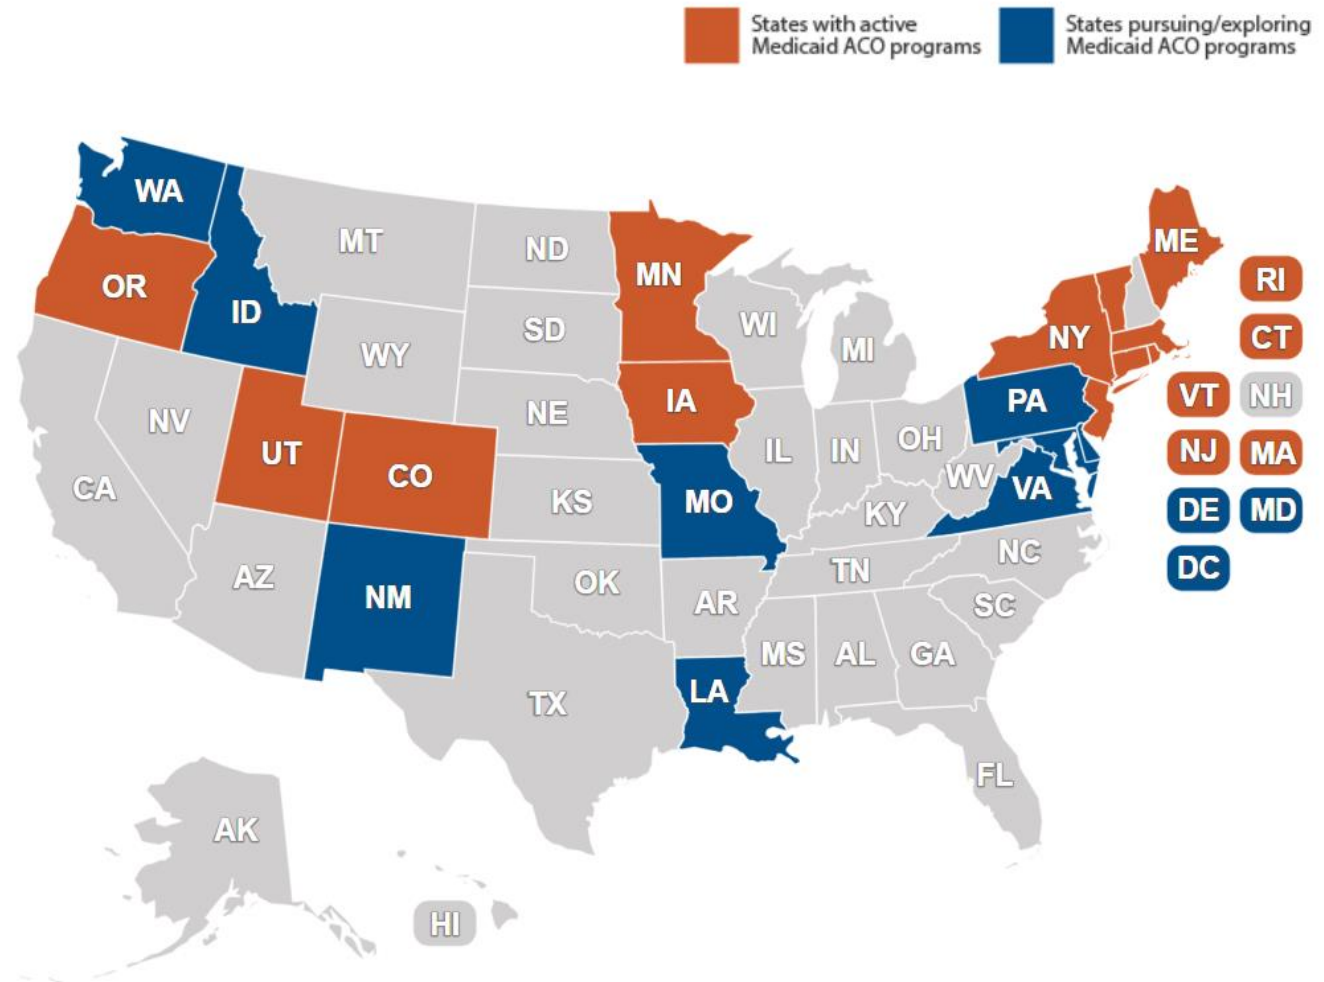 States with active
Medicaid ACO programs
States pursuing/exploring
Medicaid ACO programs
WA
MT
ND
MN
ME
OR
ID
SD
WI
MI
NY
RI
WY
CT
NV
NE
IA
PA
VT
NH
UT
CO
IL
IN
OH
NJ
MA
CA
KS
MO
WV
VA
KY
DE
MD
AZ
NM
OK
AR
TN
NC
DC
SC
TX
LA
MS
AL
GA
FL
AK
HI